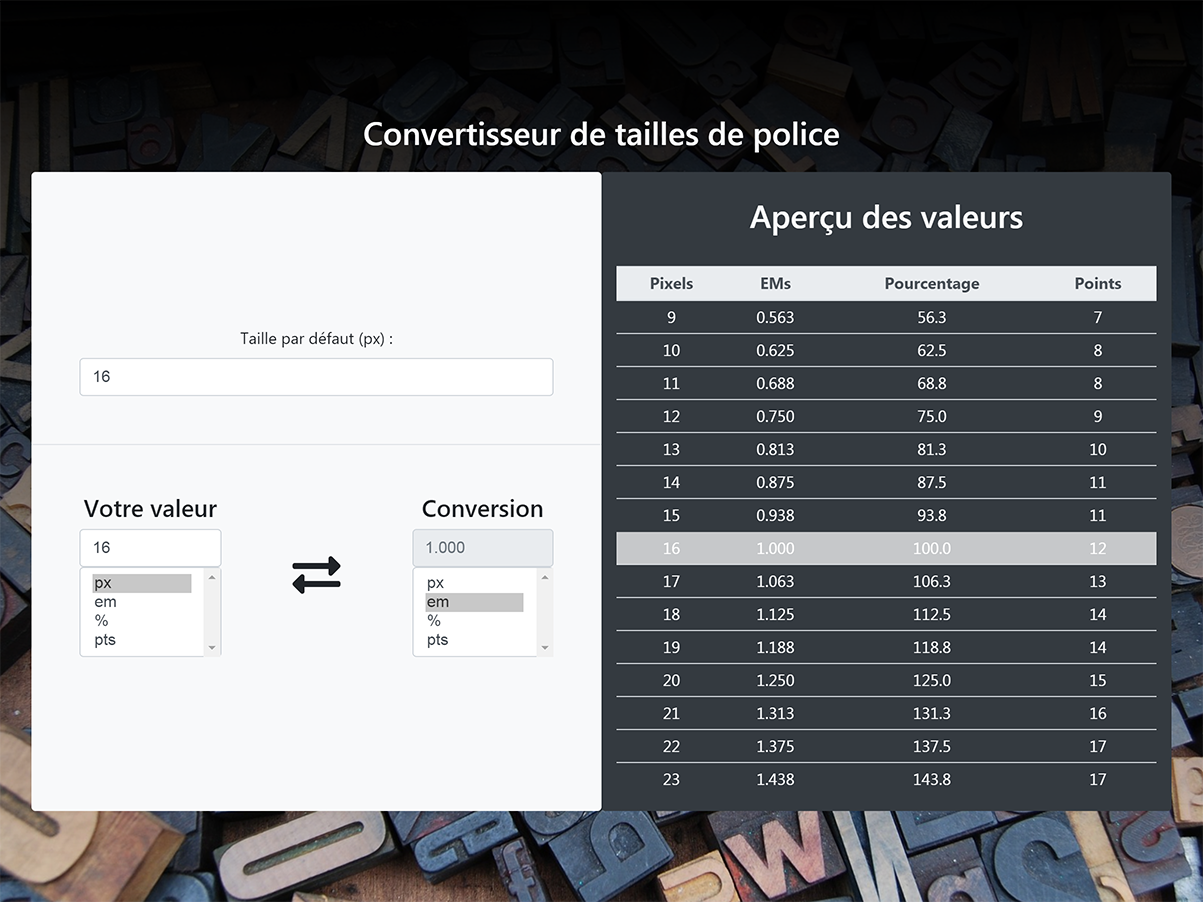 Convertisseur de tailles de police
Taille par défaut (px) :
16
Votre valeur
16
px
em
%
pts
Conversion
1.000
px
em
%
pts
Aperçu des valeurs
Pixels EMs Pourcentage Points
9 0.563 56.3 7
10 0.625 62.5 8
11 0.688 68.8 8
12 0.750 75.0 9
13 0.813 81.3 10
14 0.875 87.5 11
15 0.938 93.8 11
16 1.000 100.0 12
17 1.063 106.3 13
18 1.125 112.5 14
19 1.188 118.8 14
20 1.250 125.0 15
21 1.313 131.3 16
22 1.375 137.5 17
23 1.438 143.8 17